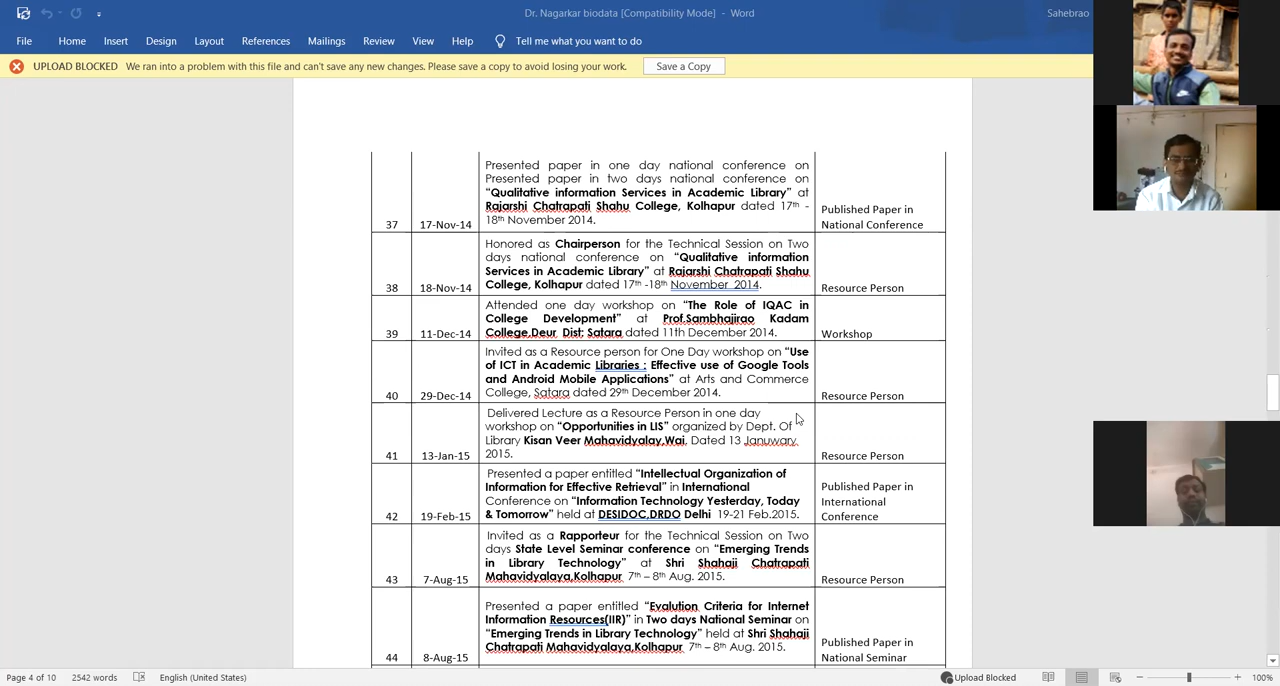 Dr. Nagarkar biodata [Compatibility Mode] - Word
Sahebrao
File Home Insert Design Layout References Mailings Review View Help Tell me what you want to do
UPLOAD BLOCKED We ran into a problem with this file and can't save any new changes. Please save a copy to avoid losing your work. Save a Copy
Presented paper in one day national conference on
Presented paper in two days national conference on
“Qualitative information Services in Academic Library” at
Rajarshi Chatrapati Shahu College, Kolhapur dated 17th -
18th November 2014.
37 17-Nov-14
Published Paper in
National Conference
Honored as Chairperson for the Technical Session on Two
days national conference on “Qualitative information
Services in Academic Library” at Rajarshi Chatrapati Shahu
College, Kolhapur dated 17th -18th November 2014.
38 18-Nov-14
Resource Person
Attended one day workshop on “The Role of IQAC in
College Development” at Prof.Sambhajirao Kadam
College,Deur, Dist: Satara dated 11th December 2014.
39 11-Dec-14
Workshop
Invited as a Resource person for One Day workshop on “Use
of ICT in Academic Libraries : Effective use of Google Tools
and Android Mobile Applications” at Arts and Commerce
College, Satara dated 29th December 2014.
40 29-Dec-14
Resource Person
Delivered Lecture as a Resource Person in one day
workshop on “Opportunities in LIS” organized by Dept. Of
Library Kisan Veer Mahavidyalay,Wai. Dated 13 Januwary
2015.
41 13-Jan-15
Resource Person
Presented a paper entitled “Intellectual Organization of
Information for Effective Retrieval” in International
Conference on “Information Technology Yesterday, Today
& Tomorrow” held at DESIDOC,DRDO Delhi 19-21 Feb.2015.
42 19-Feb-15
Published Paper in
International
Conference
Invited as a Rapporteur for the Technical Session on Two
days State Level Seminar conference on “Emerging Trends
in Library Technology” at Shri Shahaji Chatrapati
Mahavidyalaya,Kolhapur 7th – 8th Aug. 2015.
43 7-Aug-15
Resource Person
Presented a paper entitled “Evalution Criteria for Internet
Information Resources(IIR)” in Two days National Seminar on
“Emerging Trends in Library Technology” held at Shri Shahaji
Chatrapati Mahavidyalaya,Kolhapur 7th – 8th Aug. 2015.
44 8-Aug-15
Published Paper in
National Seminar
Page 4 of 10 2542 words English (United States) Upload Blocked 100%